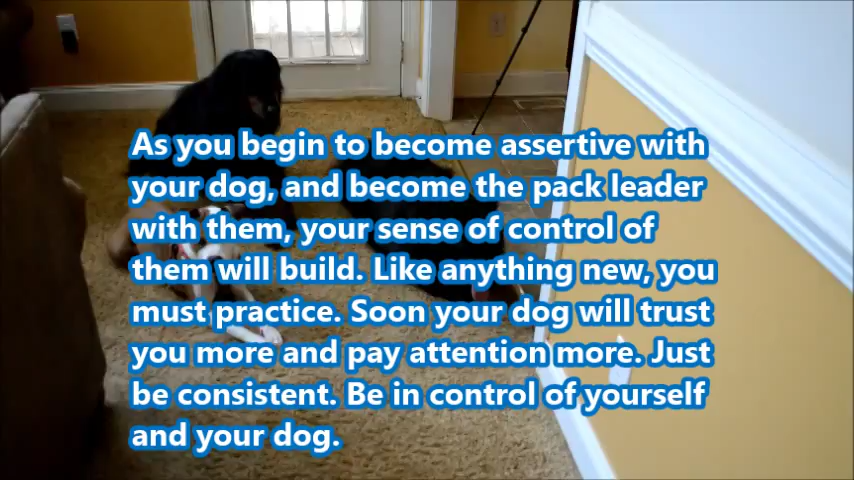 As you begin to become assertive with
your dog, and become the pack leader
with them, your sense of control of
them will build. Like anything new, you
must practice. Soon your dog will trust
you more and pay attention more. Just
be consistent. Be in control of yourself
and your dog.